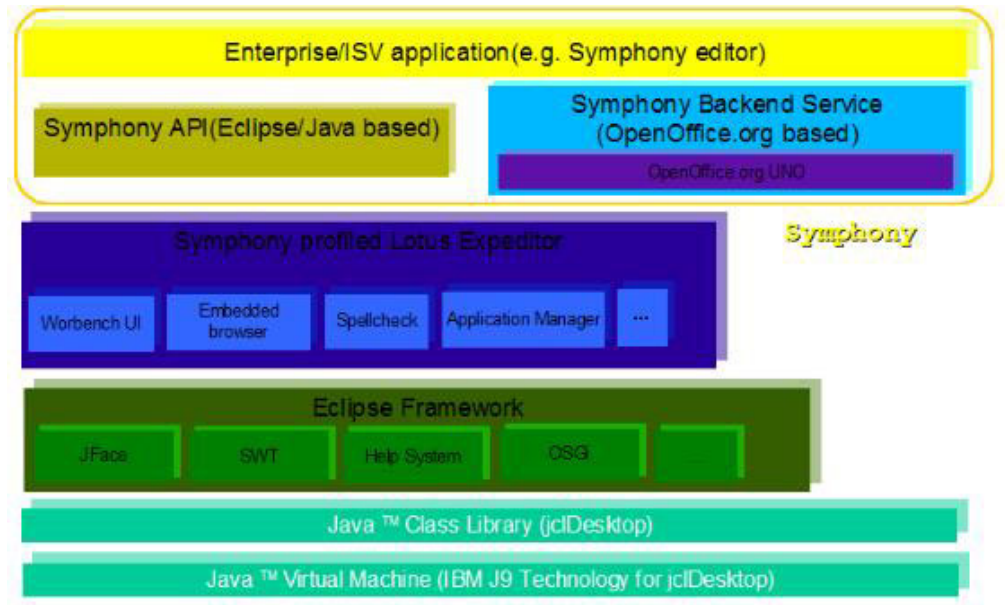 Enterprise/ISV application(e.g. Symphony editor)
Symphony API(Eclipse/Java based)
Symphony Backend Service
(OpenOffice.org based)
OpenOffice.org UNO
Symphony
Symphony profiled Lotus Expeditor
Worbench UI
Embedded
browser
Spellcheck
Application Manager
...
Eclipse Framework
JFace
SWT
Help System
OSGI
Java ™ Class Library (jclDesktop)
Java ™ Virtual Machine (IBM J9 Technology for jclDesktop)